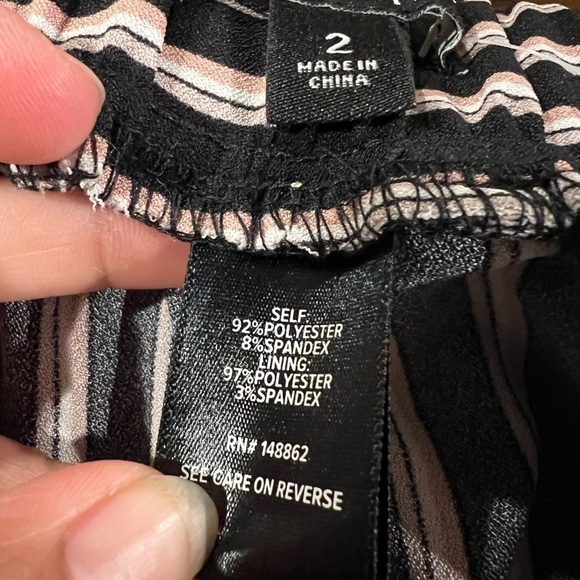 2
MADE IN
CHINA
SELF:
92%POLYESTER
8%SPANDEX
LINING:
97%POLYESTER
3%SPANDEX
RN# 148862
SEE CARE ON REVERSE